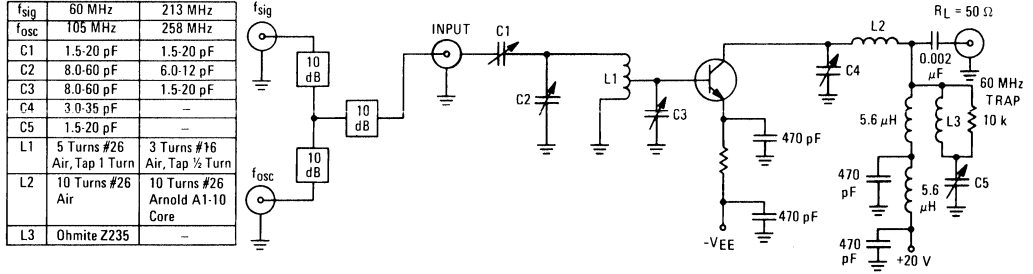 fsig 60 MHz 213 MHz
fosc 105 MHz 258 MHz
C1 1.5-20 pF 1.5-20 pF
C2 8.0-60 pF 6.0-12 pF
C3 8.0-60 pF 1.5-20 pF
C4 3.0-35 pF –
C5 1.5-20 pF –
L1 5 Turns #26 3 Turns #16
Air, Tap 1 Turn Air, Tap ½ Turn
L2 10 Turns #26 10 Turns #26
Air Arnold A1-10
Core
L3 Ohmite Z235 –
fsig
10
dB
10
dB
10
dB
fosc
INPUT
C1
C2
L1
C3
470 pF
470 pF
-VEE
C4
L2
RL = 50 Ω
0.002
µF
60 MHz
TRAP
5.6 µH
L3
10 k
470
pF
5.6
µH
C5
470
pF
+20 V